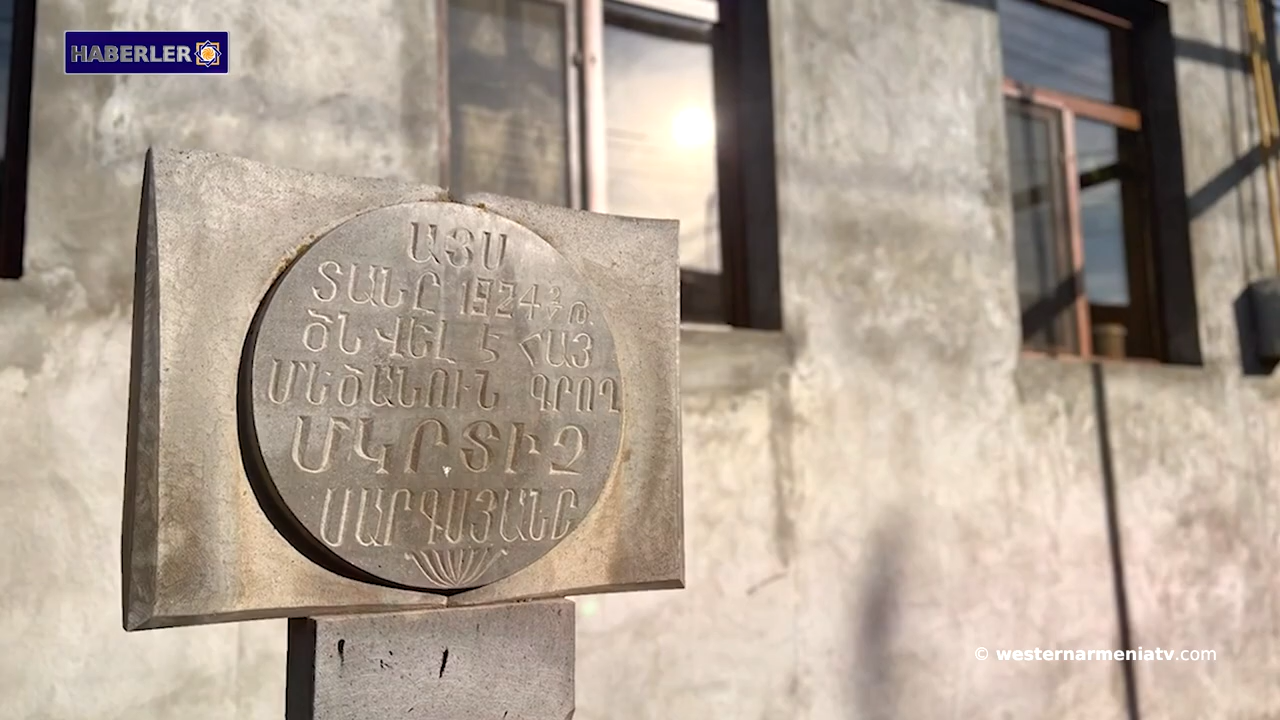 HABERLER
ԱՅՍ
ՏԱՆԸ 1924 թ.
ԾՆՎԵԼ Է ՀԱՅ
ՄԵԾԱՆՈՒՆ ԳՐՈՂ
ՄԿՐՏԻՉ
ՍԱՐԳՍՅԱՆԸ
© westernarmeniatv.com